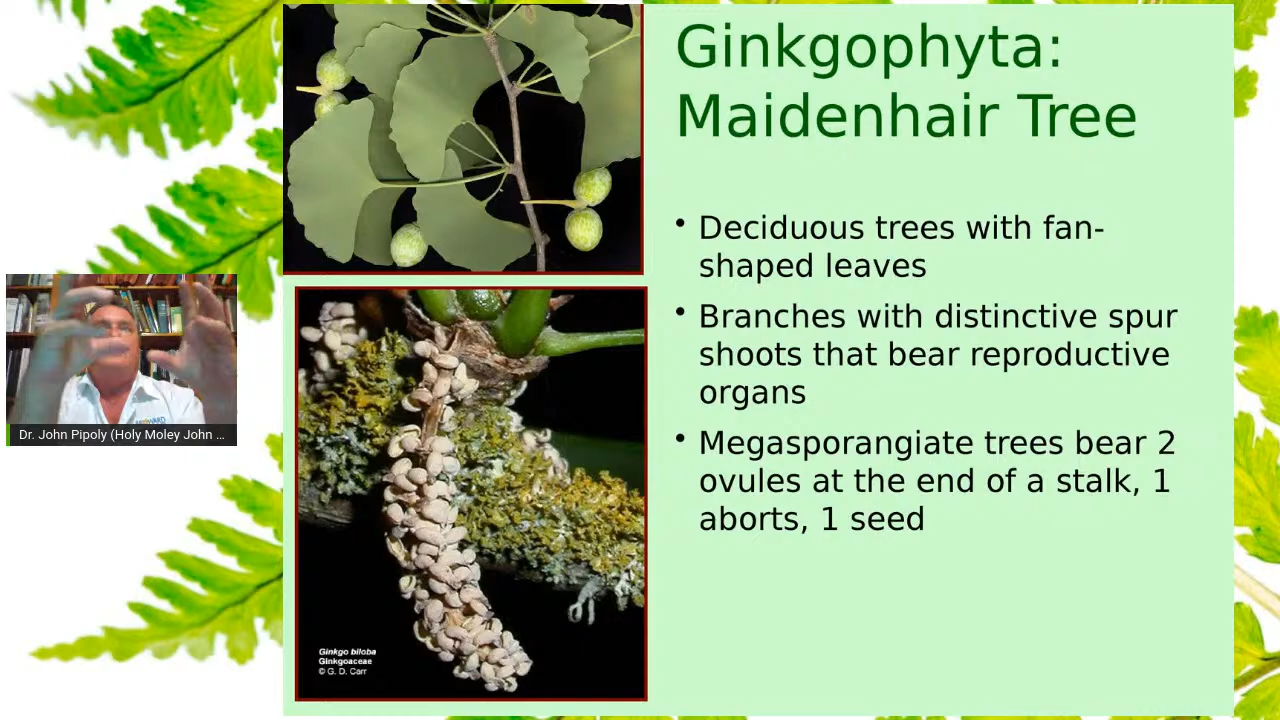 Ginkgophyta:
Maidenhair Tree
• Deciduous trees with fan-
shaped leaves
• Branches with distinctive spur
shoots that bear reproductive
organs
• Megasporangiate trees bear 2
ovules at the end of a stalk, 1
aborts, 1 seed
Dr. John Pipoly (Holy Moley John ...
Ginkgo biloba
Ginkgoaceae
© G. D. Carr